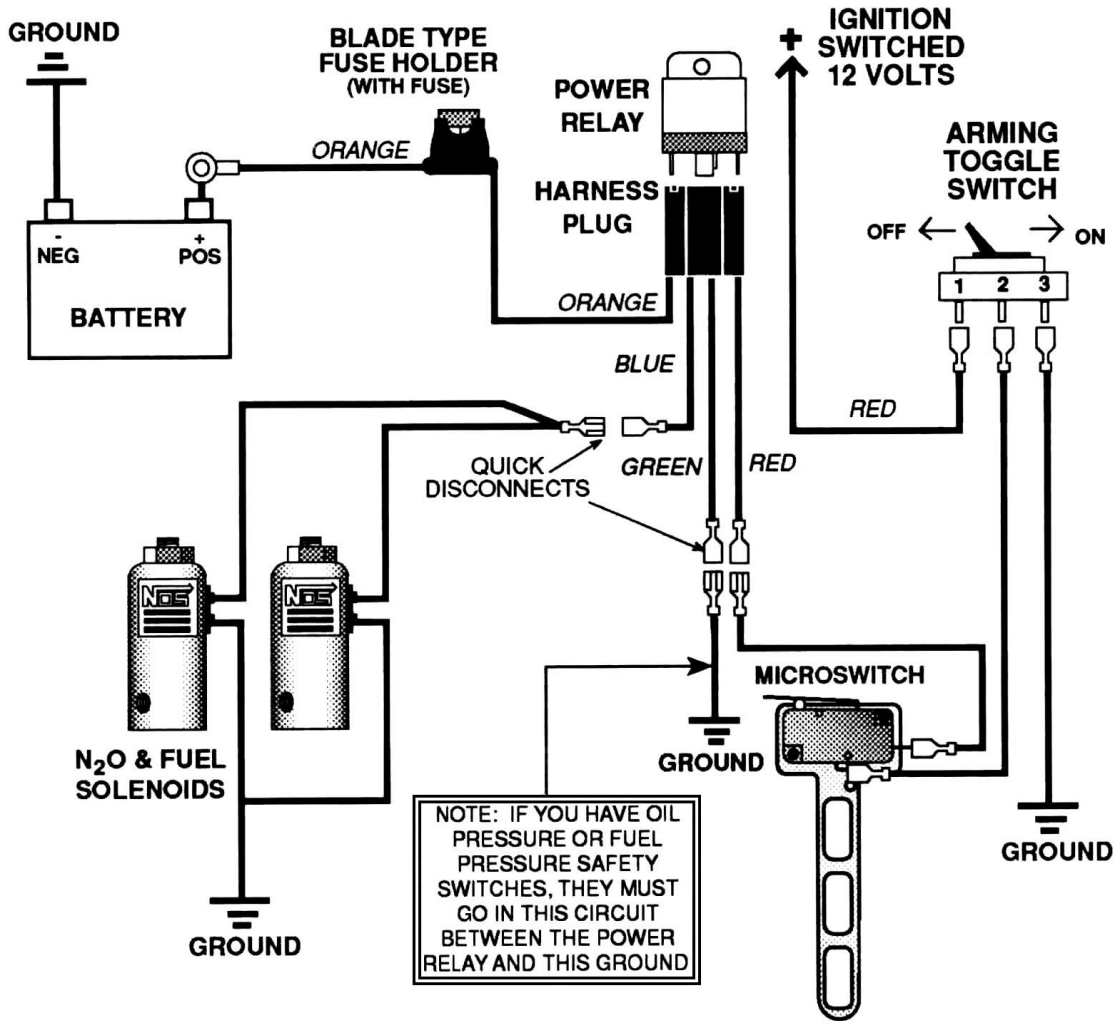 GROUND
BLADE TYPE
FUSE HOLDER
(WITH FUSE)
ORANGE
-
NEG
+
POS
BATTERY
POWER
RELAY
HARNESS
PLUG
ORANGE
BLUE
GREEN
RED
+
IGNITION
SWITCHED
12 VOLTS
ARMING
TOGGLE
SWITCH
OFF
ON
1 2 3
RED
QUICK
DISCONNECTS
NOS
NOS
N₂O & FUEL
SOLENOIDS
GROUND
MICROSWITCH
GROUND
GROUND
NOTE: IF YOU HAVE OIL
PRESSURE OR FUEL
PRESSURE SAFETY
SWITCHES, THEY MUST
GO IN THIS CIRCUIT
BETWEEN THE POWER
RELAY AND THIS GROUND